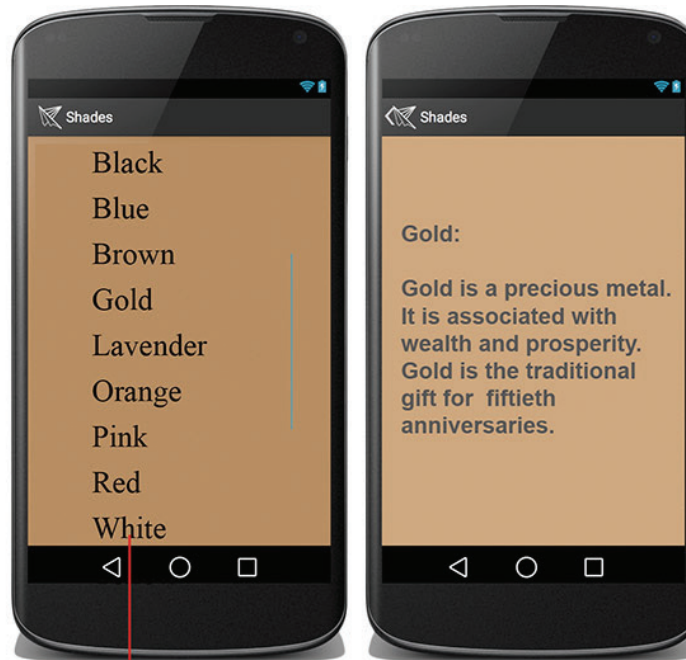 Shades
Black
Blue
Brown
Gold
Lavender
Orange
Pink
Red
White
Shades
Gold:
Gold is a precious metal.
It is associated with
wealth and prosperity.
Gold is the traditional
gift for fiftieth
anniversaries.